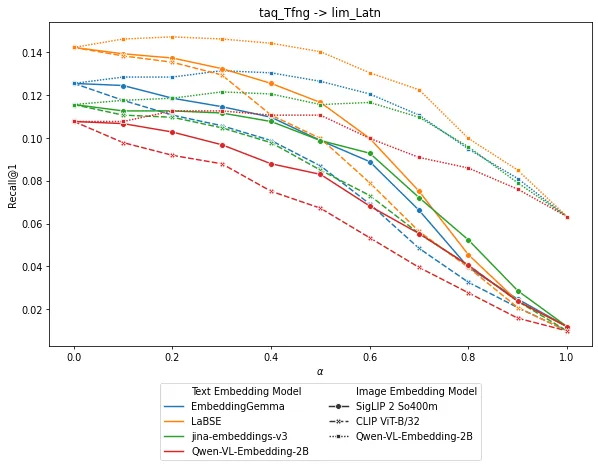 taq_Tfng -> lim_Latn
Recall@1
0.14
0.12
0.10
0.08
0.06
0.04
0.02
0.0
0.2
0.4
0.6
0.8
1.0
α
Text Embedding Model
EmbeddingGemma
LaBSE
jina-embeddings-v3
Qwen-VL-Embedding-2B
Image Embedding Model
SigLIP 2 So400m
CLIP ViT-B/32
Qwen-VL-Embedding-2B